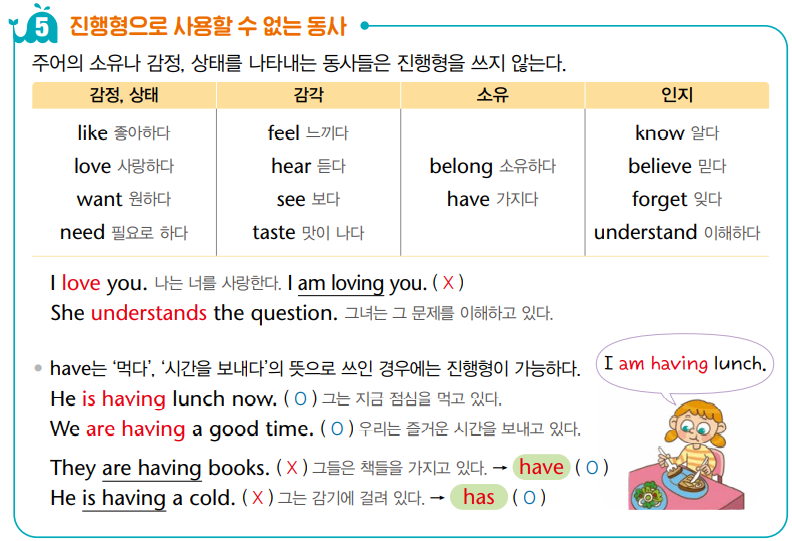 5 진행형으로 사용할 수 없는 동사
주어의 소유나 감정, 상태를 나타내는 동사들은 진행형을 쓰지 않는다.
감정, 상태 감각 소유 인지
like 좋아하다 feel 느끼다 know 알다
love 사랑하다 hear 듣다 belong 소유하다 believe 믿다
want 원하다 see 보다 have 가지다 forget 잊다
need 필요로 하다 taste 맛이 나다 understand 이해하다
I love you. 나는 너를 사랑한다. I am loving you. ( X )
She understands the question. 그녀는 그 문제를 이해하고 있다.
• have는 ‘먹다’, ‘시간을 보내다’의 뜻으로 쓰인 경우에는 진행형이 가능하다.
I am having lunch.
He is having lunch now. ( O ) 그는 지금 점심을 먹고 있다.
We are having a good time. ( O ) 우리는 즐거운 시간을 보내고 있다.
They are having books. ( X ) 그들은 책들을 가지고 있다. → have ( O )
He is having a cold. ( X ) 그는 감기에 걸려 있다. → has ( O )